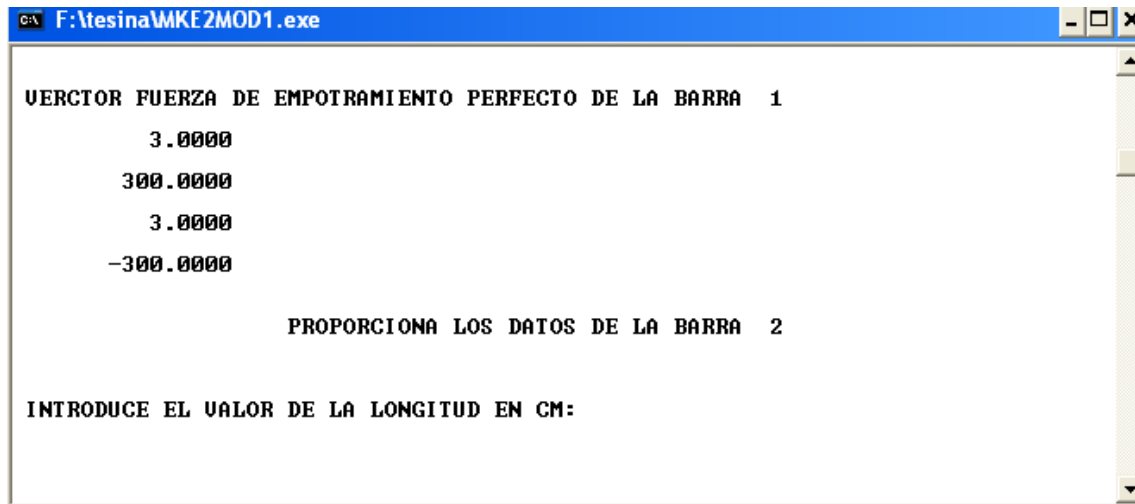 F:\tesina\MKE2MOD1.exe
VERCTOR FUERZA DE EMPOTRAMIENTO PERFECTO DE LA BARRA 1
3.0000
300.0000
3.0000
-300.0000
PROPORCIONA LOS DATOS DE LA BARRA 2
INTRODUCE EL VALOR DE LA LONGITUD EN CM: